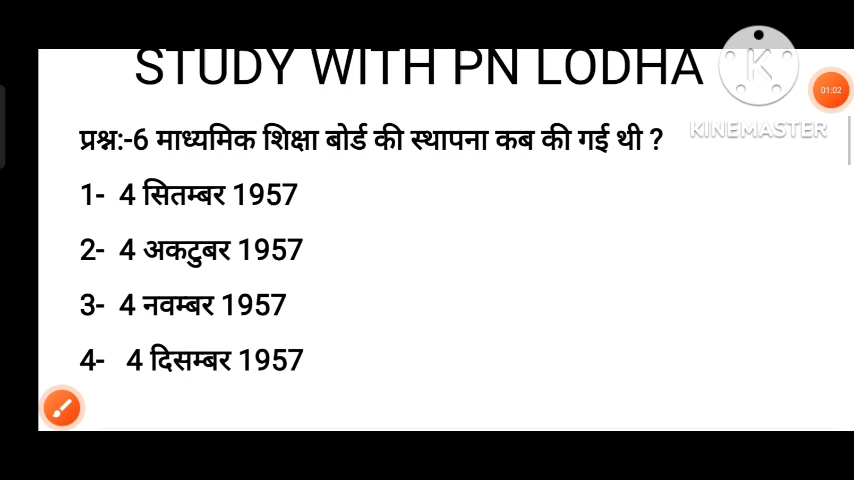 STUDY WITH PN LODHA
K
KINEMASTER
01:02
प्रश्न:-6 माध्यमिक शिक्षा बोर्ड की स्थापना कब की गई थी ?
1- 4 सितम्बर 1957
2- 4 अकटुबर 1957
3- 4 नवम्बर 1957
4- 4 दिसम्बर 1957